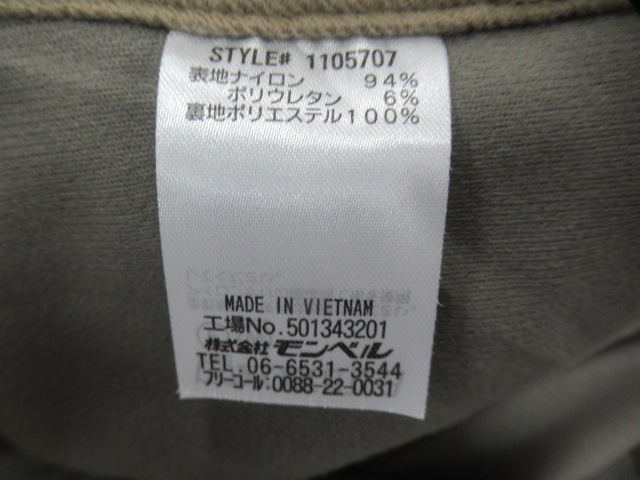 STYLE# 1105707
表地ナイロン 94%
ポリウレタン 6%
裏地ポリエステル100%
MADE IN VIETNAM
工場No.501343201
株式会社 モンベル
TEL.06-6531-3544
フリーコール:0088-22-0031